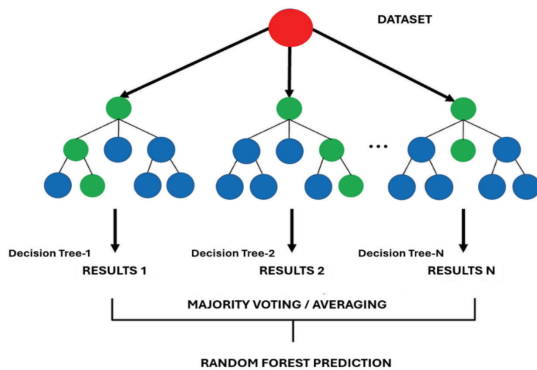 DATASET
...
Decision Tree-1
Decision Tree-2
Decision Tree-N
RESULTS 1
RESULTS 2
RESULTS N
MAJORITY VOTING / AVERAGING
RANDOM FOREST PREDICTION